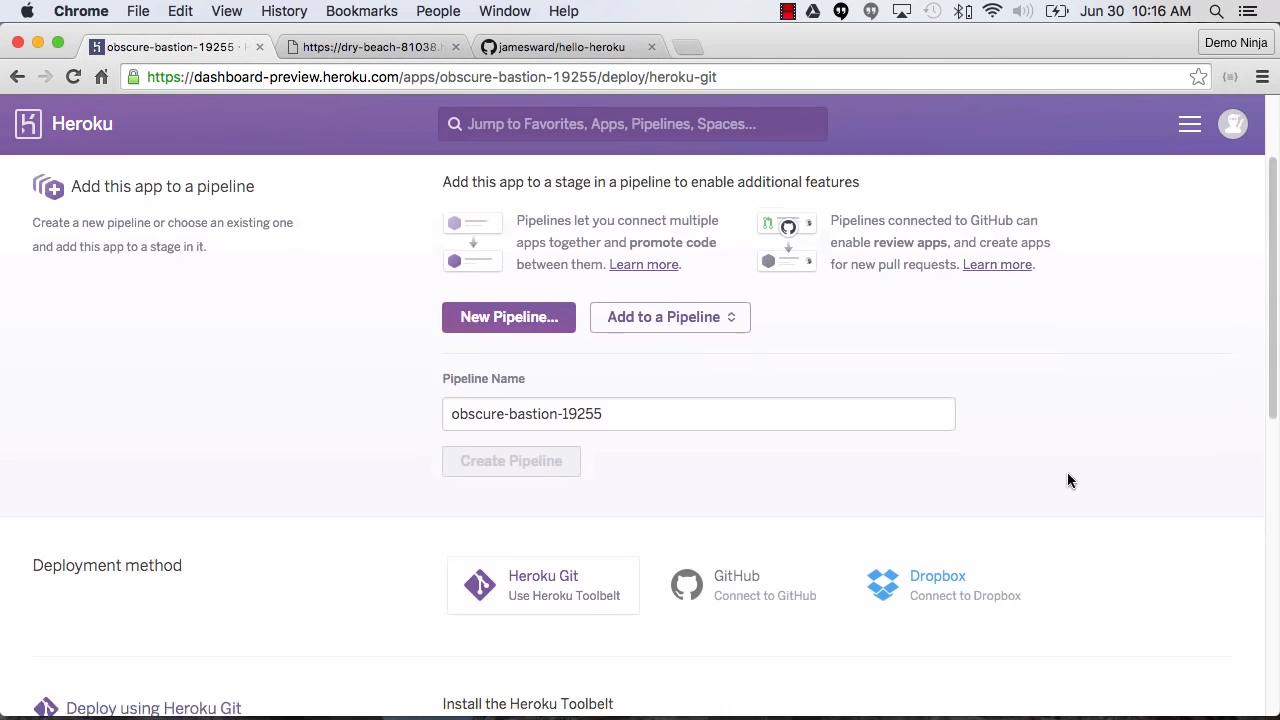 Chrome File Edit View History Bookmarks People Window Help Jun 30 10:16 AM
obscure-bastion-19255 · https://dry-beach-81038. jamesward/hello-heroku Demo Ninja
https://dashboard-preview.heroku.com/apps/obscure-bastion-19255/deploy/heroku-git
Heroku Jump to Favorites, Apps, Pipelines, Spaces...
Add this app to a pipeline
Create a new pipeline or choose an existing one
and add this app to a stage in it.
Add this app to a stage in a pipeline to enable additional features
Pipelines let you connect multiple
apps together and promote code
between them. Learn more.
Pipelines connected to GitHub can
enable review apps, and create apps
for new pull requests. Learn more.
New Pipeline... Add to a Pipeline
Pipeline Name
obscure-bastion-19255
Create Pipeline
Deployment method
Heroku Git
Use Heroku Toolbelt
GitHub
Connect to GitHub
Dropbox
Connect to Dropbox
Deploy using Heroku Git
Install the Heroku Toolbelt